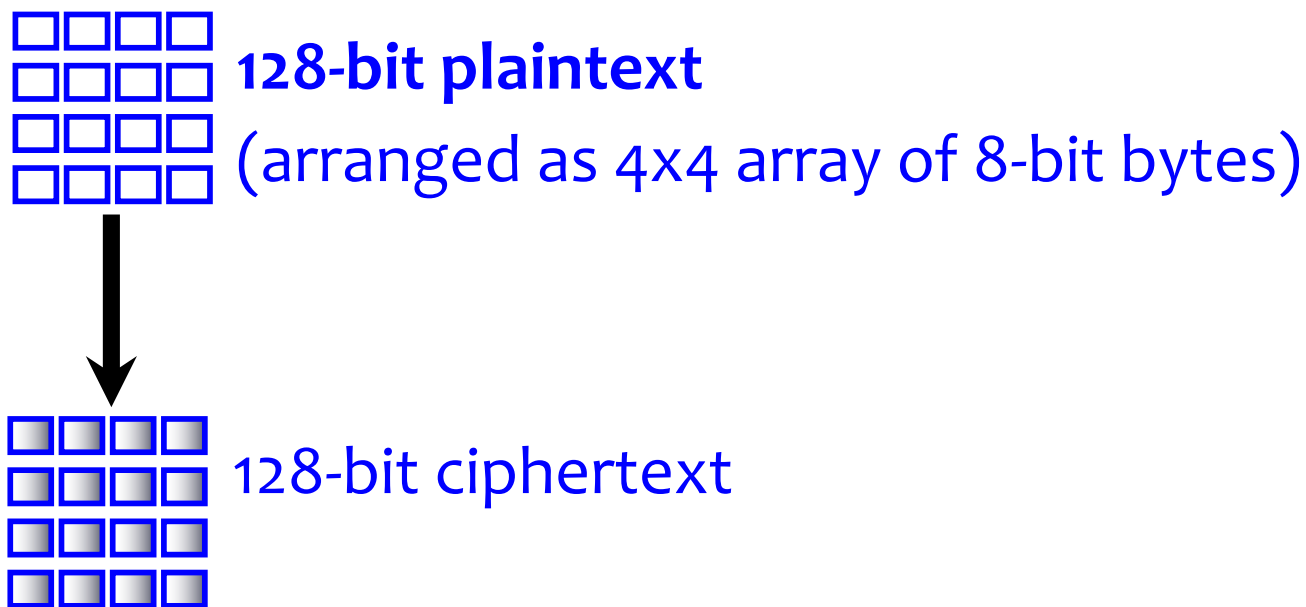 128-bit plaintext
(arranged as 4x4 array of 8-bit bytes)
128-bit ciphertext